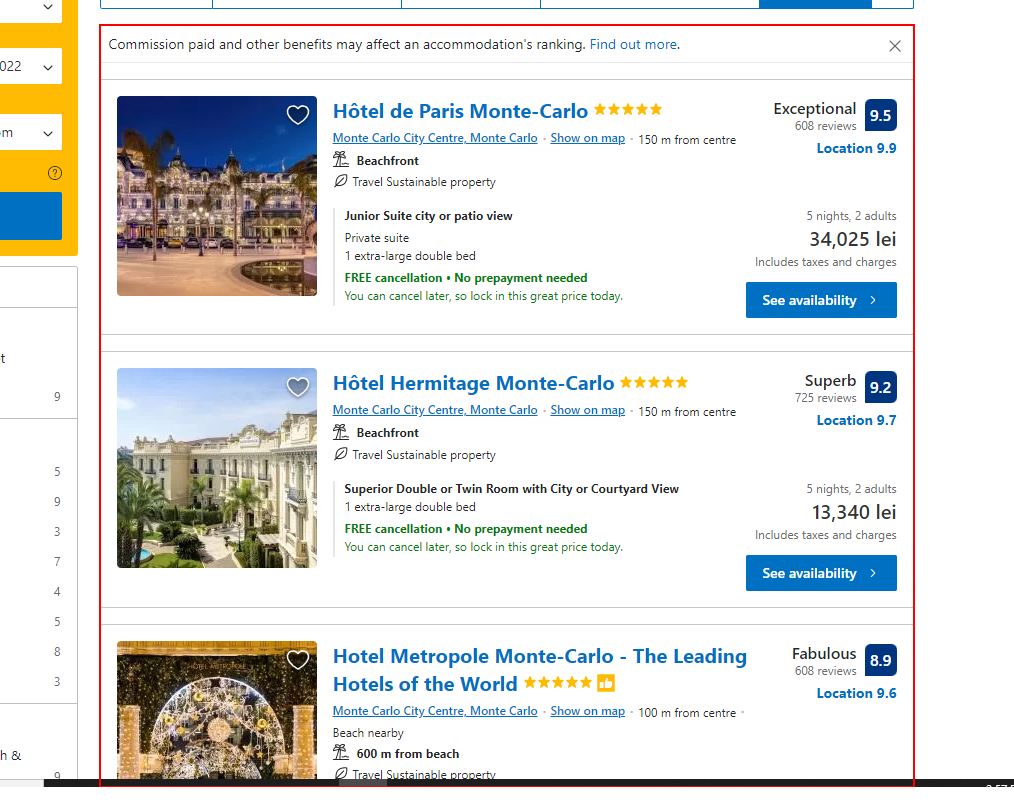 022
Commission paid and other benefits may affect an accommodation's ranking. Find out more.
om
Hôtel de Paris Monte-Carlo
Exceptional 9.5
608 reviews
Monte Carlo City Centre, Monte Carlo · Show on map · 150 m from centre
Location 9.9
Beachfront
Travel Sustainable property
Junior Suite city or patio view
5 nights, 2 adults
Private suite
34,025 lei
1 extra-large double bed
Includes taxes and charges
FREE cancellation • No prepayment needed
You can cancel later, so lock in this great price today.
See availability
t
9
Hôtel Hermitage Monte-Carlo
Superb 9.2
725 reviews
Monte Carlo City Centre, Monte Carlo · Show on map · 150 m from centre
Location 9.7
Beachfront
Travel Sustainable property
5
Superior Double or Twin Room with City or Courtyard View
5 nights, 2 adults
9
1 extra-large double bed
13,340 lei
3
FREE cancellation • No prepayment needed
Includes taxes and charges
You can cancel later, so lock in this great price today.
7
See availability
4
5
8
3
Hotel Metropole Monte-Carlo - The Leading
Hotels of the World
Fabulous 8.9
608 reviews
Location 9.6
HOTEL METROPOLE
Monte Carlo City Centre, Monte Carlo · Show on map · 100 m from centre ·
Beach nearby
600 m from beach
h &
Travel Sustainable property
9